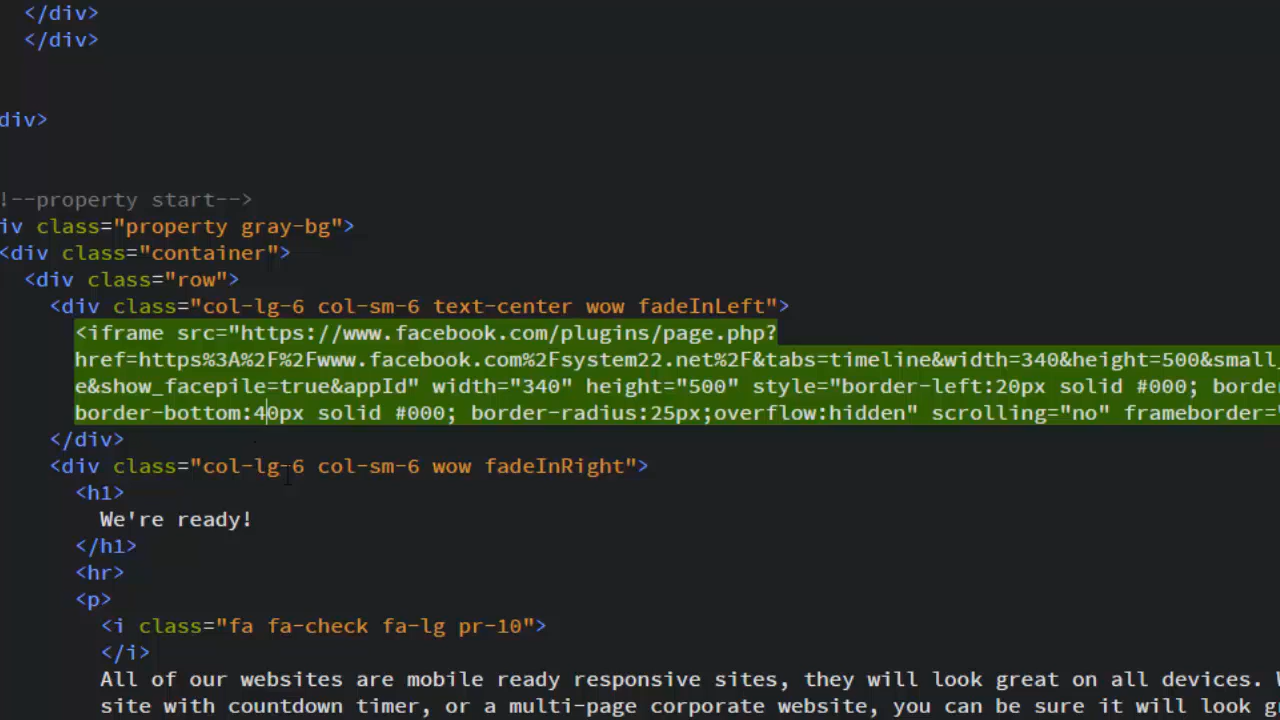 </div>
</div>
div>
!--property start-->
iv class="property gray-bg">
<div class="container">
<div class="row">
<div class="col-lg-6 col-sm-6 text-center wow fadeInLeft">
<iframe src="https://www.facebook.com/plugins/page.php?
href=https%3A%2F%2Fwww.facebook.com%2Fsystem22.net%2F&tabs=timeline&width=340&height=500&small_
e&show_facepile=true&appId" width="340" height="500" style="border-left:20px solid #000; borde
border-bottom:40px solid #000; border-radius:25px;overflow:hidden" scrolling="no" frameborder="
</div>
<div class="col-lg-6 col-sm-6 wow fadeInRight">
<h1>
We're ready!
</h1>
<hr>
<p>
<i class="fa fa-check fa-lg pr-10">
</i>
All of our websites are mobile ready responsive sites, they will look great on all devices.
site with countdown timer, or a multi-page corporate website, you can be sure it will look g